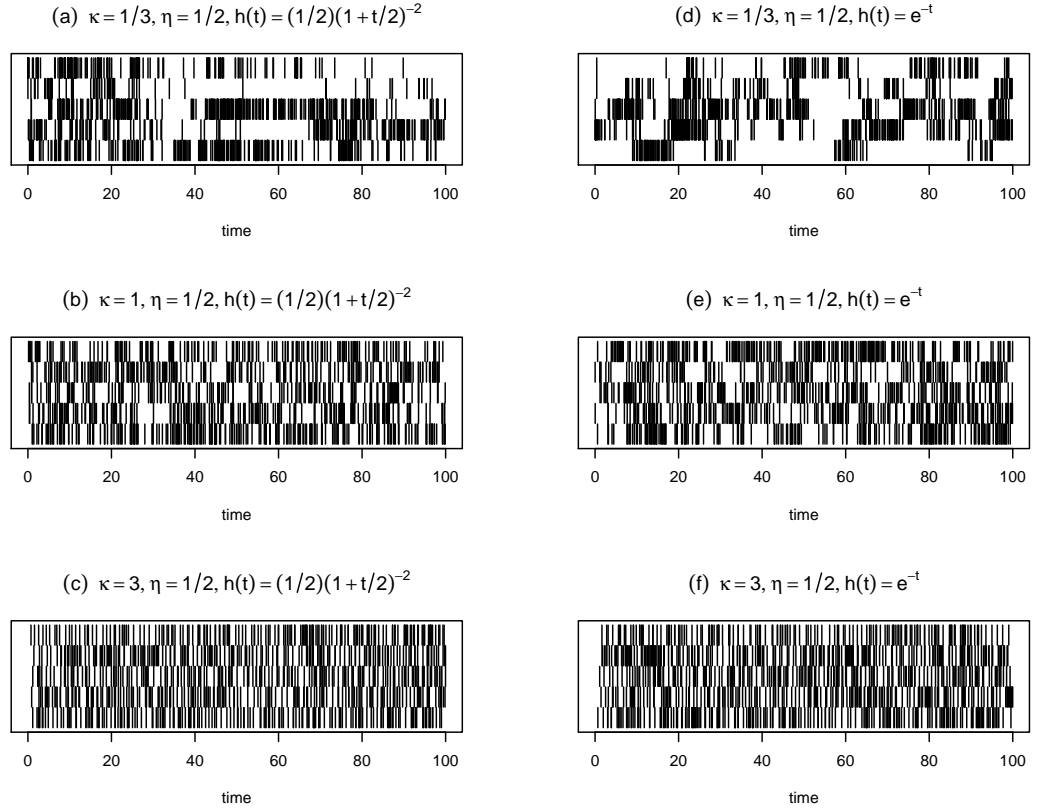 (a) κ = 1/3, η = 1/2, h(t) = (1/2)(1 + t/2)⁻²
0 20 40 60 80 100
time
(b) κ = 1, η = 1/2, h(t) = (1/2)(1 + t/2)⁻²
0 20 40 60 80 100
time
(c) κ = 3, η = 1/2, h(t) = (1/2)(1 + t/2)⁻²
0 20 40 60 80 100
time
(d) κ = 1/3, η = 1/2, h(t) = e⁻ᵗ
0 20 40 60 80 100
time
(e) κ = 1, η = 1/2, h(t) = e⁻ᵗ
0 20 40 60 80 100
time
(f) κ = 3, η = 1/2, h(t) = e⁻ᵗ
0 20 40 60 80 100
time